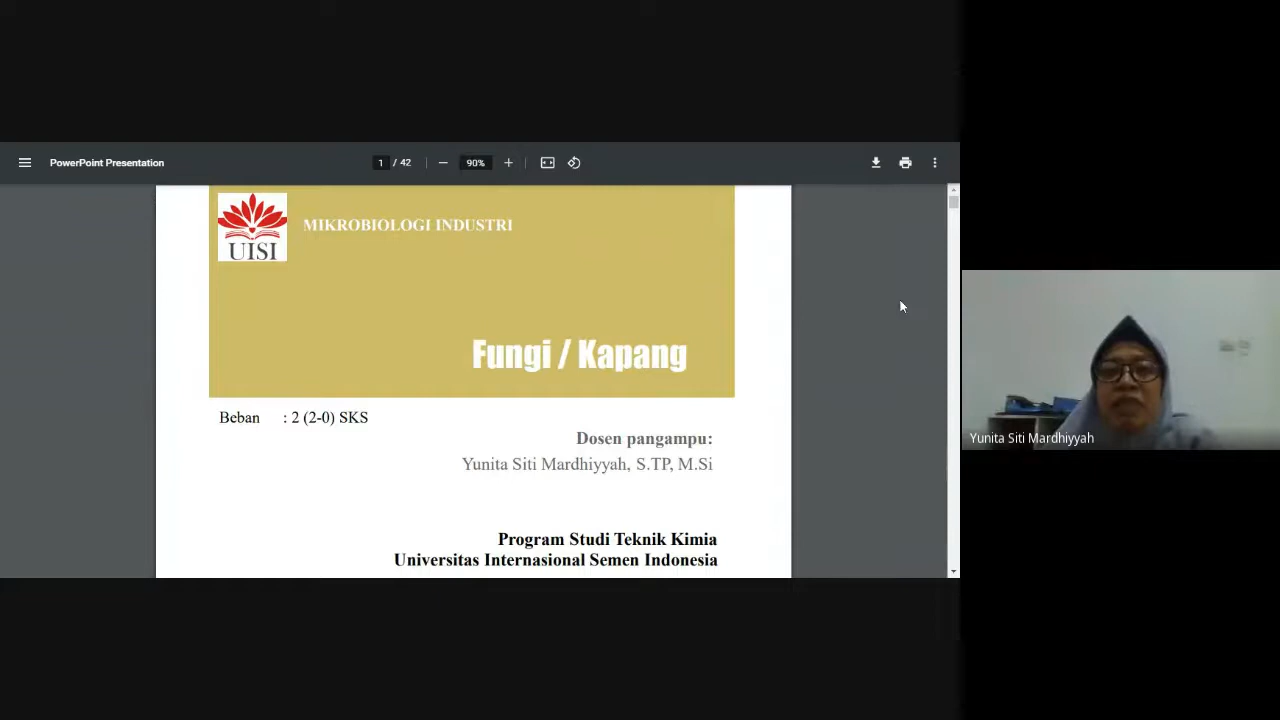 PowerPoint Presentation
1 / 42
90%
UISI
MIKROBIOLOGI INDUSTRI
Fungi / Kapang
Beban : 2 (2-0) SKS
Dosen pangampu:
Yunita Siti Mardhiyyah, S.TP, M.Si
Program Studi Teknik Kimia
Universitas Internasional Semen Indonesia
Yunita Siti Mardhiyyah